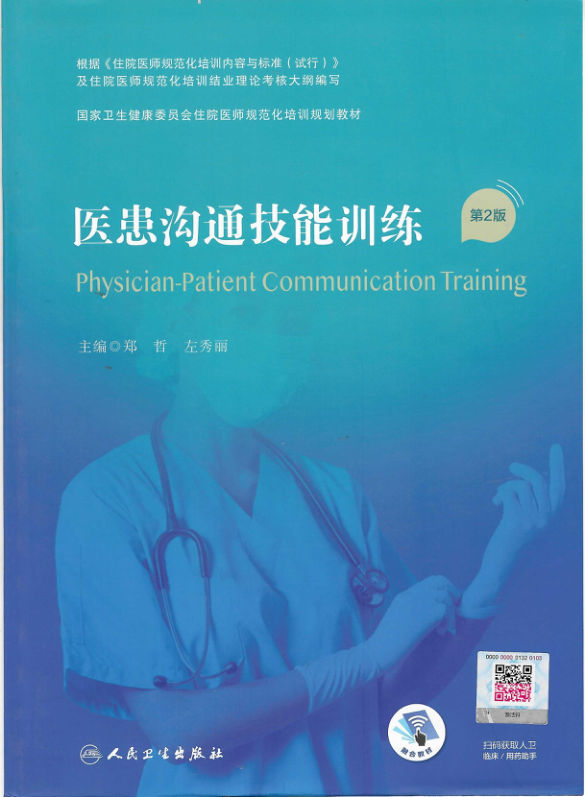 根据《住院医师规范化培训内容与标准（试行）》
及住院医师规范化培训结业理论考核大纲编写
国家卫生健康委员会住院医师规范化培训规划教材
医患沟通技能训练
第2版
Physician-Patient Communication Training
主编◎郑 哲 左秀丽
0000 0000 0132 0103
融合教材
人民卫生出版社
扫码获取人卫
临床/用药助手